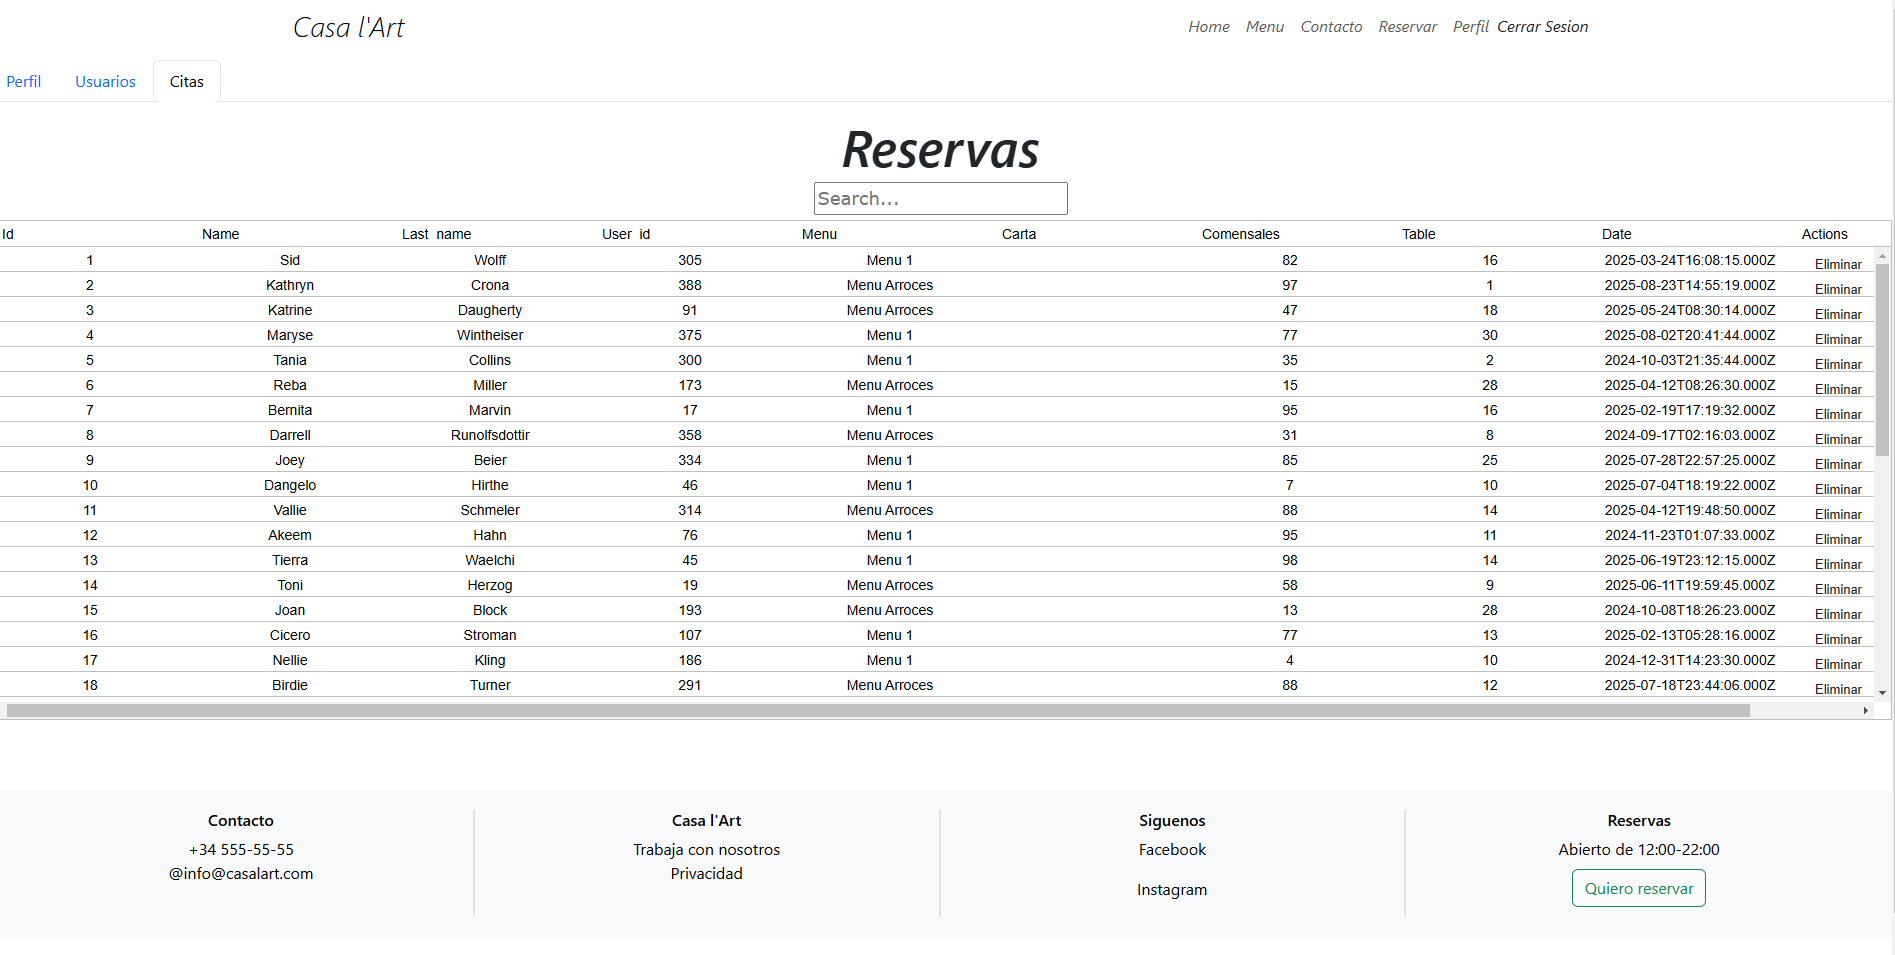 Casa l'Art
Home Menu Contacto Reservar Perfil Cerrar Sesion
Perfil Usuarios Citas
Reservas
Search...
Id Name Last name User id Menu Carta Comensales Table Date Actions
1 Sid Wolff 305 Menu 1 82 16 2025-03-24T16:08:15.000Z Eliminar
2 Kathryn Crona 388 Menu Arroces 97 1 2025-08-23T14:55:19.000Z Eliminar
3 Katrine Daugherty 91 Menu Arroces 47 18 2025-05-24T08:30:14.000Z Eliminar
4 Maryse Wintheiser 375 Menu 1 77 30 2025-08-02T20:41:44.000Z Eliminar
5 Tania Collins 300 Menu 1 35 2 2024-10-03T21:35:44.000Z Eliminar
6 Reba Miller 173 Menu Arroces 15 28 2025-04-12T08:26:30.000Z Eliminar
7 Bernita Marvin 17 Menu 1 95 16 2025-02-19T17:19:32.000Z Eliminar
8 Darrell Runolfsdottir 358 Menu Arroces 31 8 2024-09-17T02:16:03.000Z Eliminar
9 Joey Beier 334 Menu 1 85 25 2025-07-28T22:57:25.000Z Eliminar
10 Dangelo Hirthe 46 Menu 1 7 10 2025-07-04T18:19:22.000Z Eliminar
11 Vallie Schmeler 314 Menu Arroces 88 14 2025-04-12T19:48:50.000Z Eliminar
12 Akeem Hahn 76 Menu 1 95 11 2024-11-23T01:07:33.000Z Eliminar
13 Tierra Waelchi 45 Menu 1 98 14 2025-06-19T23:12:15.000Z Eliminar
14 Toni Herzog 19 Menu Arroces 58 9 2025-06-11T19:59:45.000Z Eliminar
15 Joan Block 193 Menu Arroces 13 28 2024-10-08T18:26:23.000Z Eliminar
16 Cicero Stroman 107 Menu 1 77 13 2025-02-13T05:28:16.000Z Eliminar
17 Nellie Kling 186 Menu 1 4 10 2024-12-31T14:23:30.000Z Eliminar
18 Birdie Turner 291 Menu Arroces 88 12 2025-07-18T23:44:06.000Z Eliminar
Contacto
+34 555-55-55
@info@casalart.com
Casa l'Art
Trabaja con nosotros
Privacidad
Siguenos
Facebook
Instagram
Reservas
Abierto de 12:00-22:00
Quiero reservar